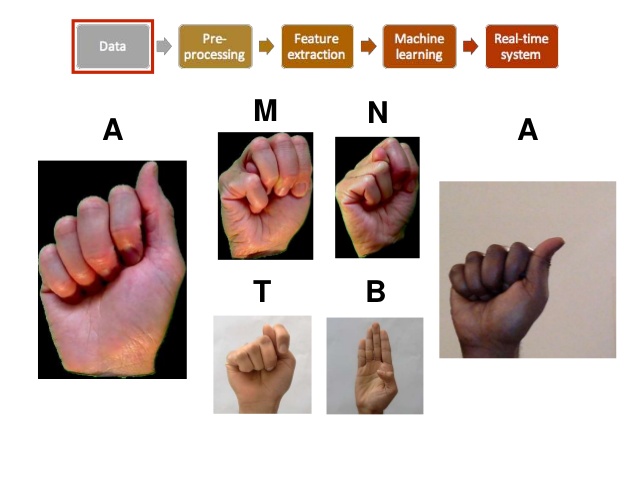 Data
Pre-
processing
Feature
extraction
Machine
learning
Real-time
system
A
M
N
A
T
B